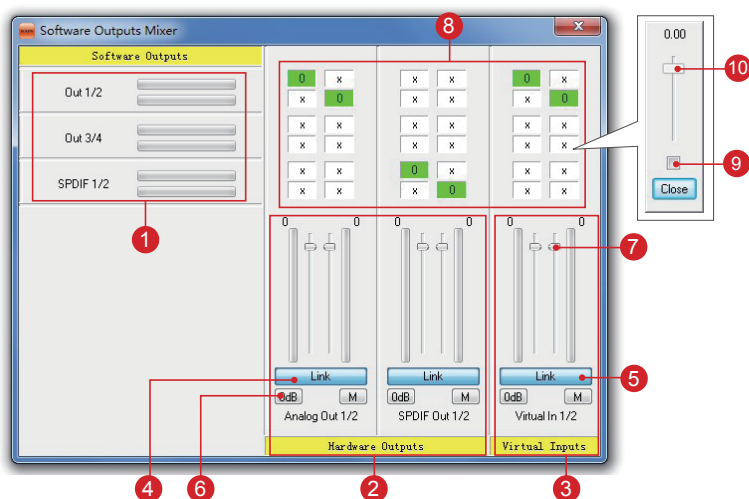 Software Outputs Mixer
8
0.00
Software Outputs
Out 1/2
Out 3/4
SPDIF 1/2
0 x x x 0 x
x 0 x x x 0
x x x x x x
x x x x x x
x x 0 x x x
x x x 0 x x
10
9
Close
1
0 0 0 0 0 0
7
Link Link Link
4
5
0dB M 0dB M 0dB M
6
Analog Out 1/2 SPDIF Out 1/2 Virtual In 1/2
Hardware Outputs Virtual Inputs
4 6 2 3